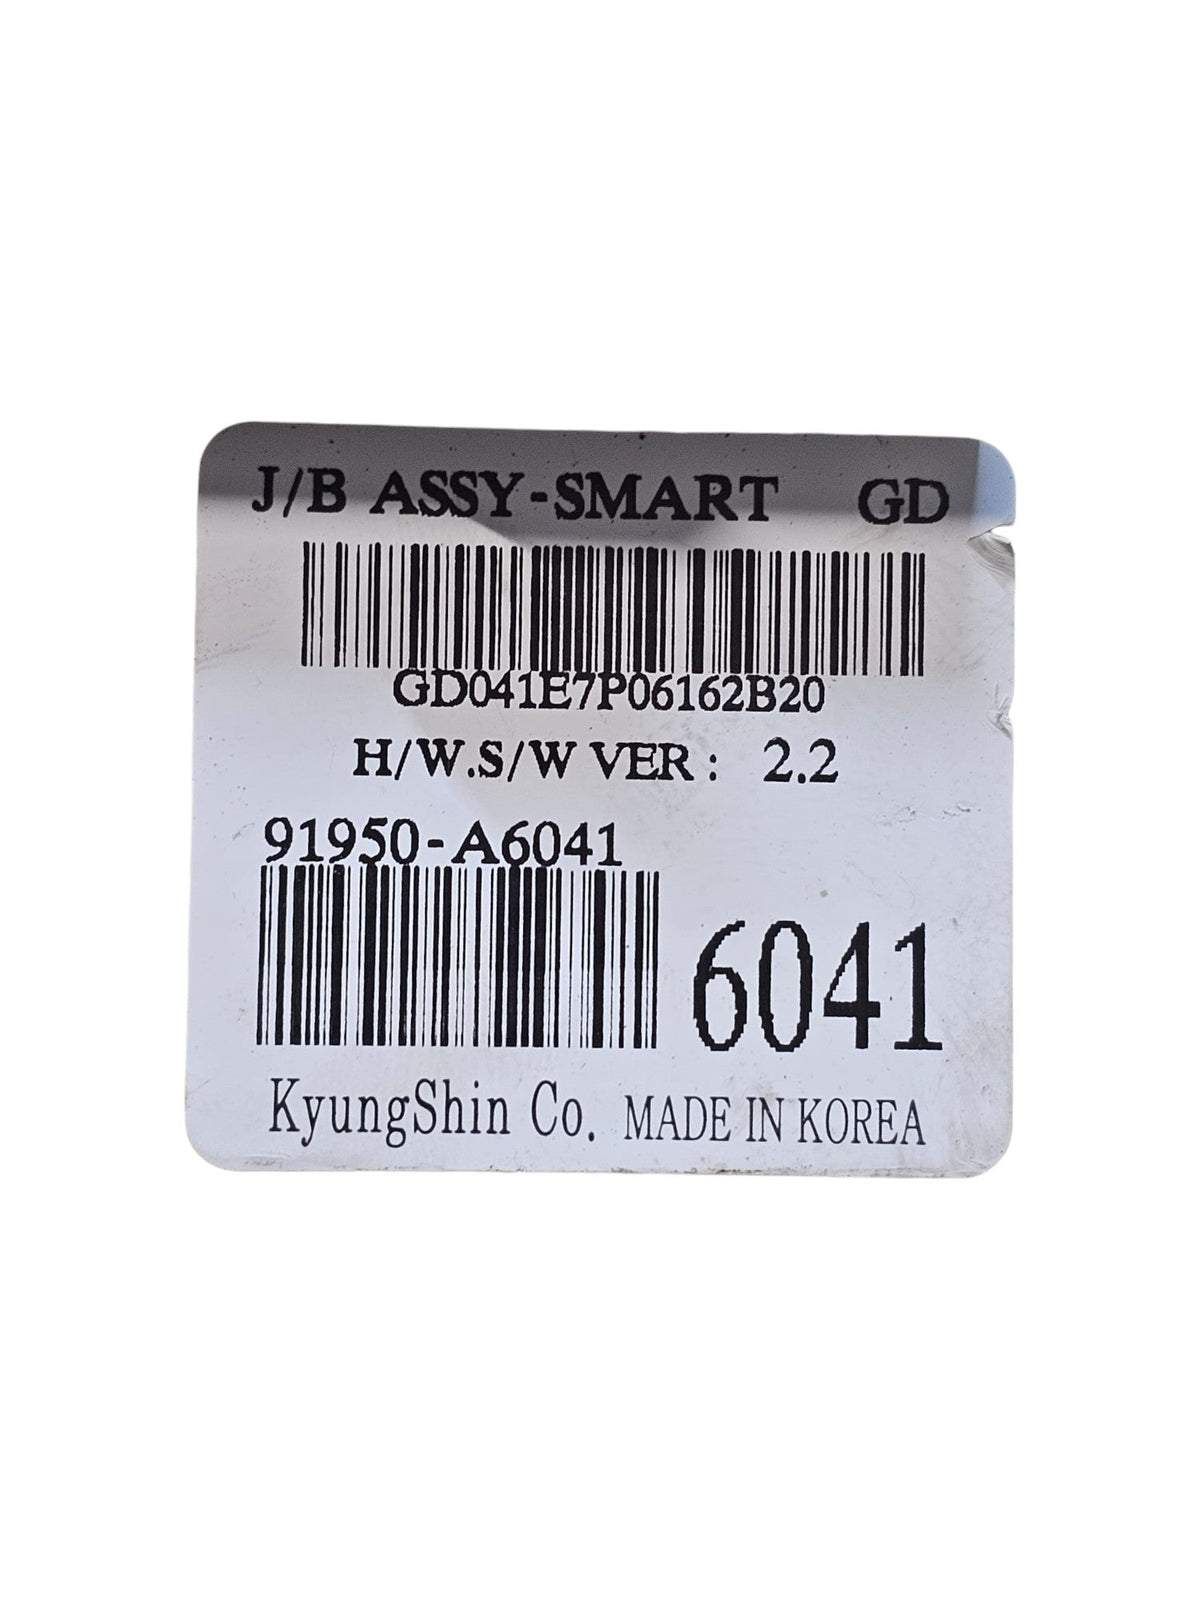 J/B ASSY-SMART GD
GD041E7P06162B20
H/W.S/W VER : 2.2
91950-A6041
6041
KyungShin Co. MADE IN KOREA